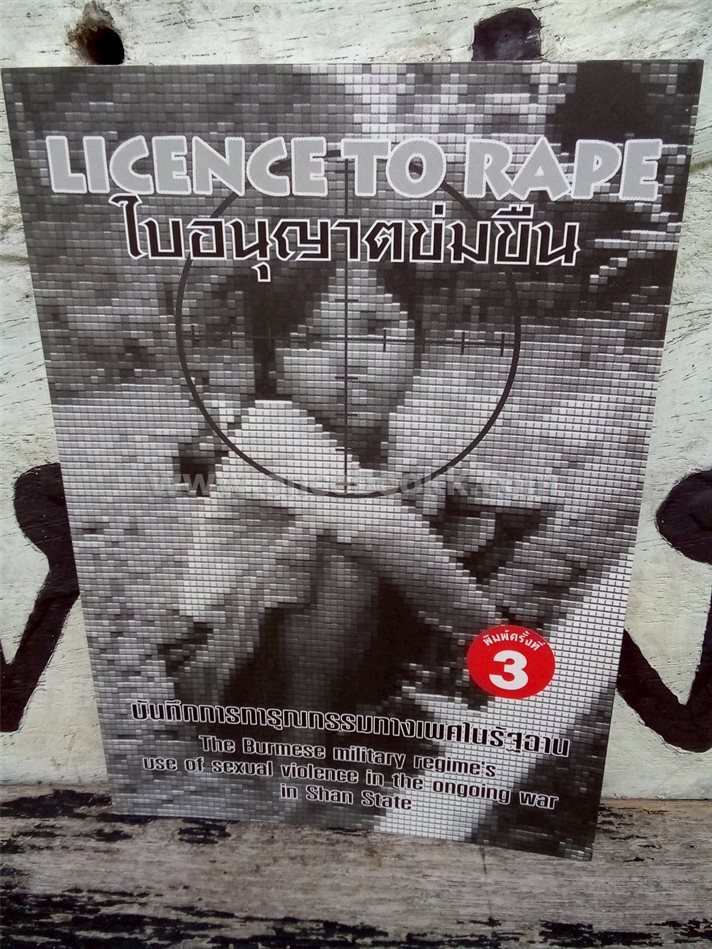 LICENCE TO RAPE
ใบอนุญาตข่มขืน
พิมพ์ครั้งที่
3
บันทึกการทารุณกรรมทางเพศในรัฐฉาน
The Burmese military regime's
use of sexual violence in the ongoing war
in Shan State